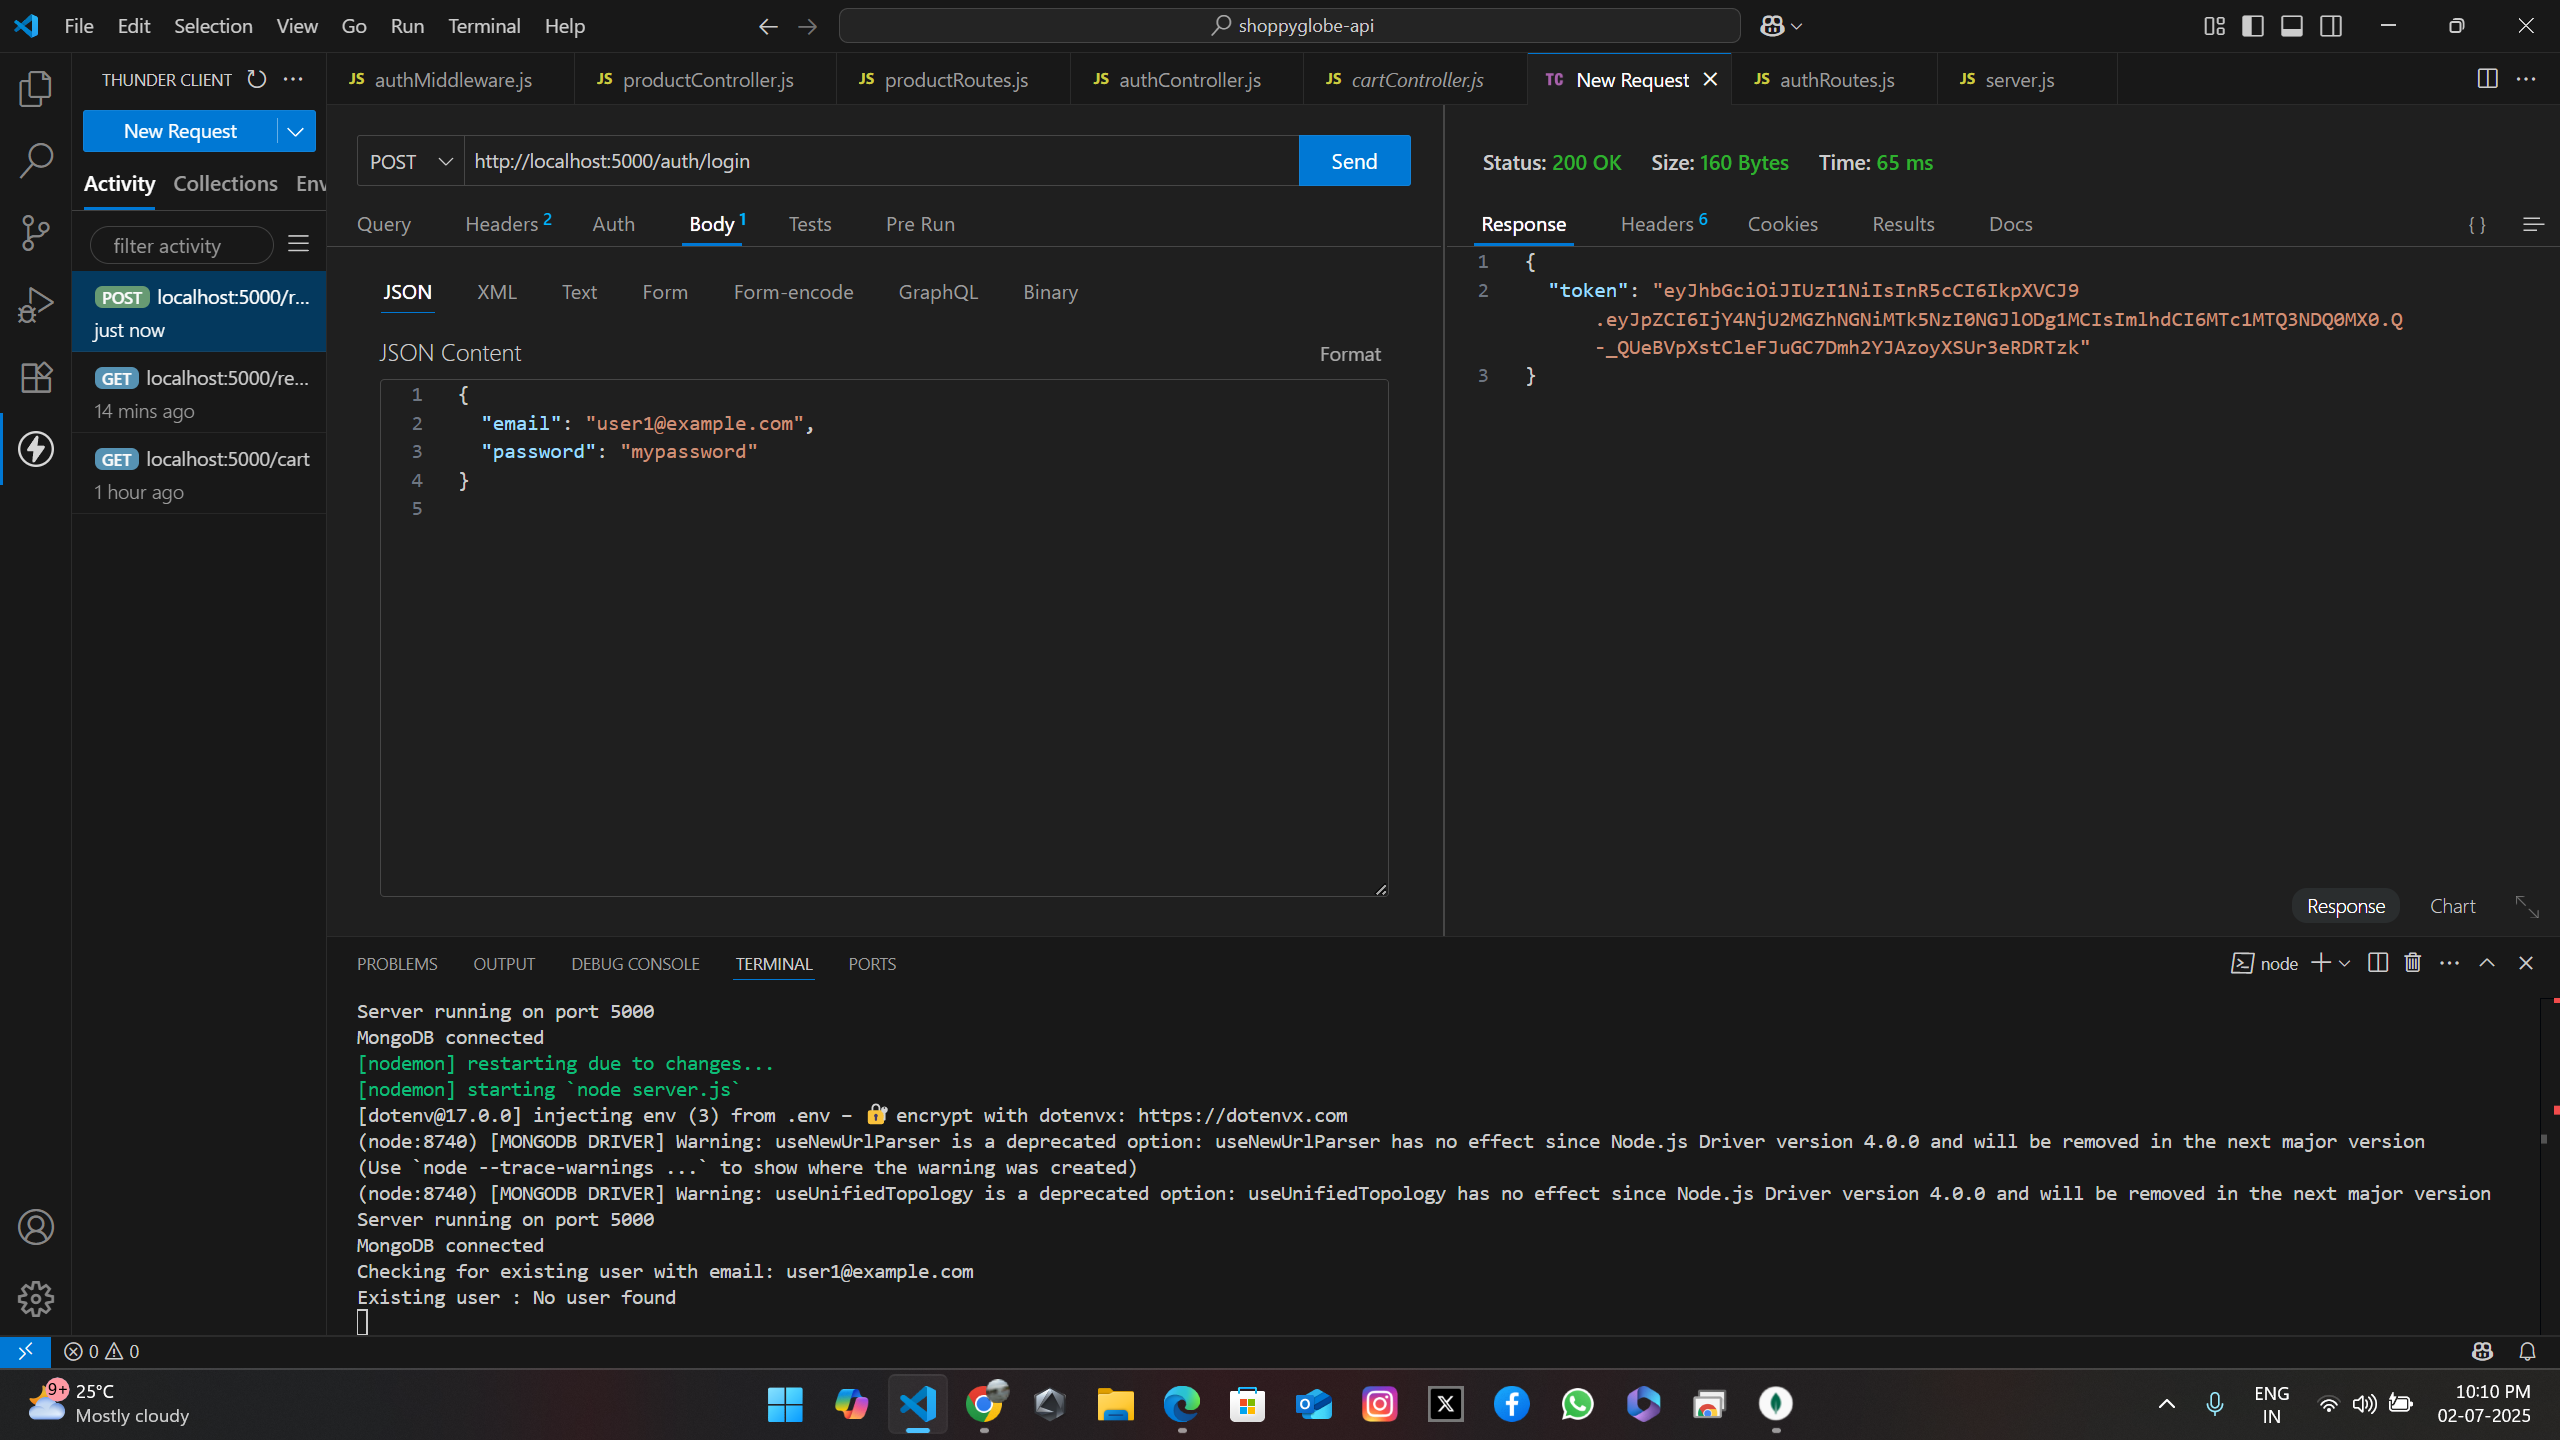 File Edit Selection View Go Run Terminal Help
shoppyglobe-api
THUNDER CLIENT
New Request
Activity Collections Env
filter activity
POST localhost:5000/r...
just now
GET localhost:5000/re...
14 mins ago
GET localhost:5000/cart
1 hour ago
JS authMiddleware.js JS productController.js JS productRoutes.js JS authController.js JS cartController.js TC New Request JS authRoutes.js JS server.js
POST http://localhost:5000/auth/login Send
Query Headers 2 Auth Body 1 Tests Pre Run
JSON XML Text Form Form-encode GraphQL Binary
JSON Content Format
1 {
2 "email": "user1@example.com",
3 "password": "mypassword"
4 }
5
Status: 200 OK Size: 160 Bytes Time: 65 ms
Response Headers 6 Cookies Results Docs { }
1 {
2 "token": "eyJhbGciOiJIUzI1NiIsInR5cCI6IkpXVCJ9
.eyJpZCI6IjY4NjU2MGZhNGNiMTk5NzI0NGJlODg1MCIsImlhdCI6MTc1MTQ3NDQ0MX0.Q
-_QUeBVpXstCleFJuGC7Dmh2YJAzoyXSUr3eRDRTzk"
3 }
Response Chart
PROBLEMS OUTPUT DEBUG CONSOLE TERMINAL PORTS
node
Server running on port 5000
MongoDB connected
[nodemon] restarting due to changes...
[nodemon] starting `node server.js`
[dotenv@17.0.0] injecting env (3) from .env – 🔐 encrypt with dotenvx: https://dotenvx.com
(node:8740) [MONGODB DRIVER] Warning: useNewUrlParser is a deprecated option: useNewUrlParser has no effect since Node.js Driver version 4.0.0 and will be removed in the next major version
(Use `node --trace-warnings ...` to show where the warning was created)
(node:8740) [MONGODB DRIVER] Warning: useUnifiedTopology is a deprecated option: useUnifiedTopology has no effect since Node.js Driver version 4.0.0 and will be removed in the next major version
Server running on port 5000
MongoDB connected
Checking for existing user with email: user1@example.com
Existing user : No user found
0 0
9+ 25°C
Mostly cloudy
ENG
IN
10:10 PM
02-07-2025